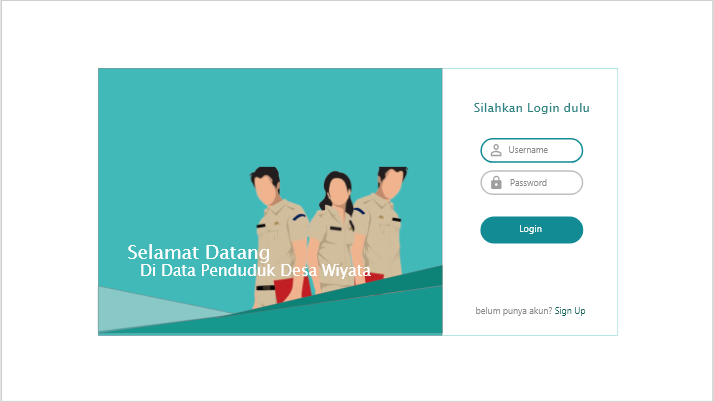 Selamat Datang
Di Data Penduduk Desa Wiyata
Silahkan Login dulu
Username
Password
Login
belum punya akun? Sign Up